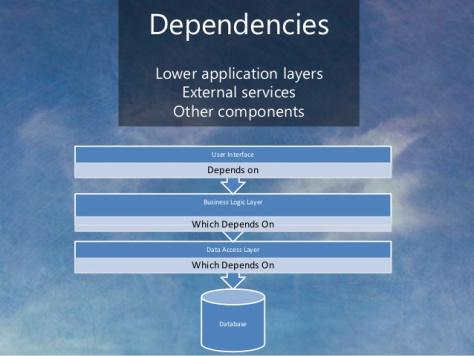 Dependencies
Lower application layers
External services
Other components
User Interface
Depends on
Business Logic Layer
Which Depends On
Data Access Layer
Which Depends On
Database